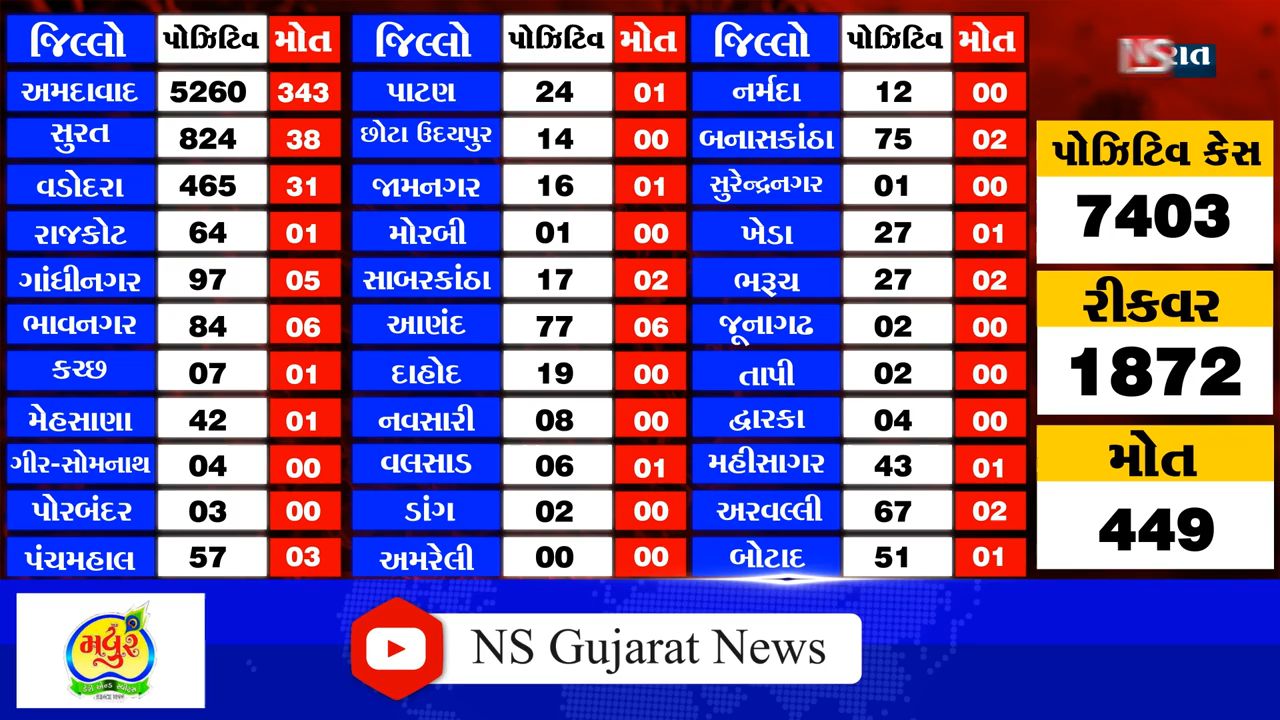 જિલ્લો પોઝિટિવ મોત જિલ્લો પોઝિટિવ મોત જિલ્લો પોઝિટિવ મોત
અમદાવાદ 5260 343 પાટણ 24 01 નર્મદા 12 00
સુરત 824 38 છોટા ઉદયપુર 14 00 બનાસકાંઠા 75 02
વડોદરા 465 31 જામનગર 16 01 સુરેન્દ્રનગર 01 00
રાજકોટ 64 01 મોરબી 01 00 ખેડા 27 01
ગાંધીનગર 97 05 સાબરકાંઠા 17 02 ભરૂચ 27 02
ભાવનગર 84 06 આણંદ 77 06 જૂનાગઢ 02 00
કચ્છ 07 01 દાહોદ 19 00 તાપી 02 00
મેહસાણા 42 01 નવસારી 08 00 દ્વારકા 04 00
ગીર-સોમનાથ 04 00 વલસાડ 06 01 મહીસાગર 43 01
પોરબંદર 03 00 ડાંગ 02 00 અરવલ્લી 67 02
પંચમહાલ 57 03 અમરેલી 00 00 બોટાદ 51 01
NS
પોઝિટિવ કેસ
7403
રીકવર
1872
મોત
449
મયુર
NS Gujarat News